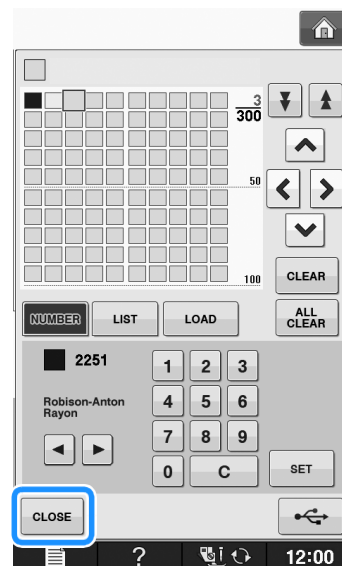 3
300
50
100
CLEAR
NUMBER LIST LOAD ALL CLEAR
2251
Robison-Anton
Rayon
1 2 3
4 5 6
7 8 9
0 C SET
CLOSE
? 12:00